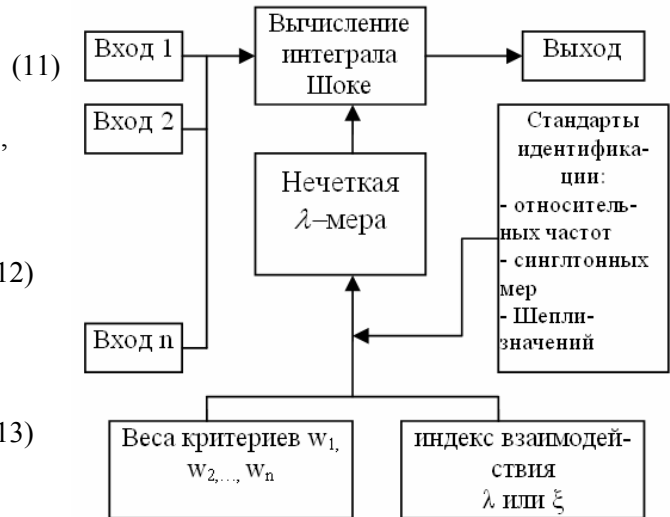 (11)
,
12)
13)
Вход 1
Вход 2
Вход n
Вычисление
интеграла
Шоке
Выход
Нечеткая
λ–мера
Стандарты
идентифика-
ции:
- относитель-
ных частот
- синглтонных
мер
- Шепли-
значений
Веса критериев w₁,
w₂,..., wₙ
индекс взаимодей-
ствия
λ или ξ